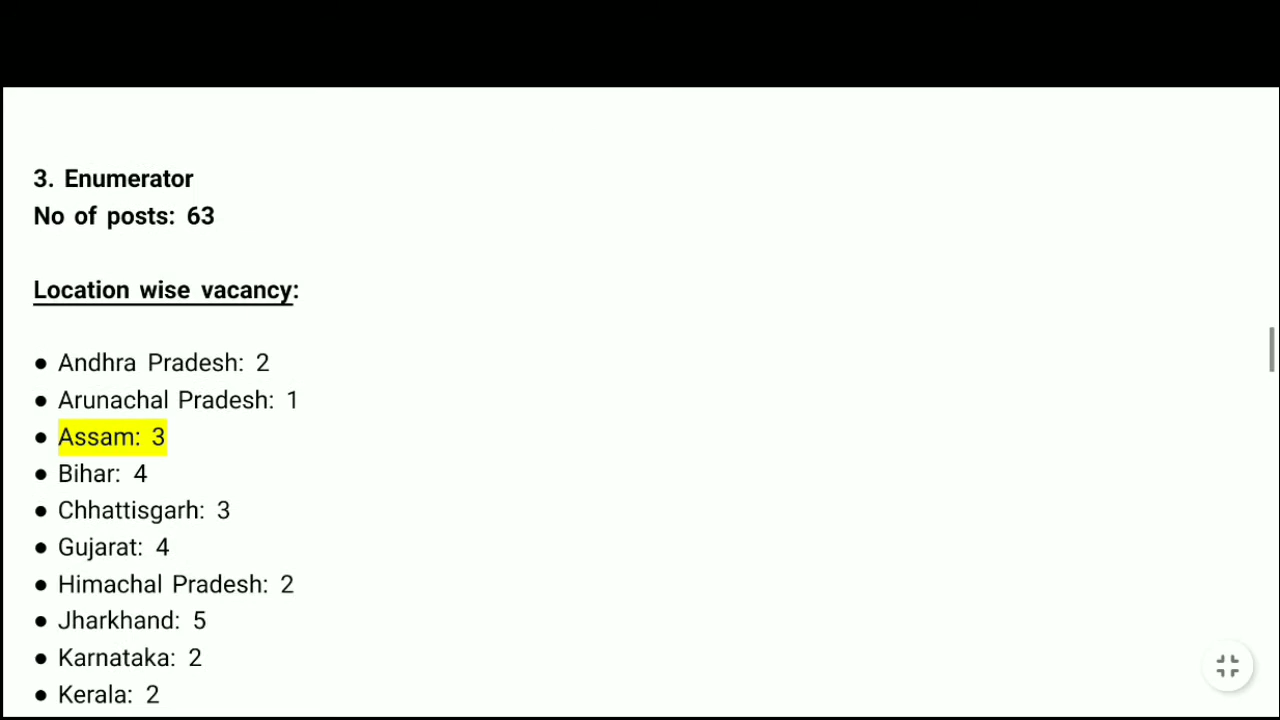 3. Enumerator
No of posts: 63
Location wise vacancy:
● Andhra Pradesh: 2
● Arunachal Pradesh: 1
● Assam: 3
● Bihar: 4
● Chhattisgarh: 3
● Gujarat: 4
● Himachal Pradesh: 2
● Jharkhand: 5
● Karnataka: 2
● Kerala: 2